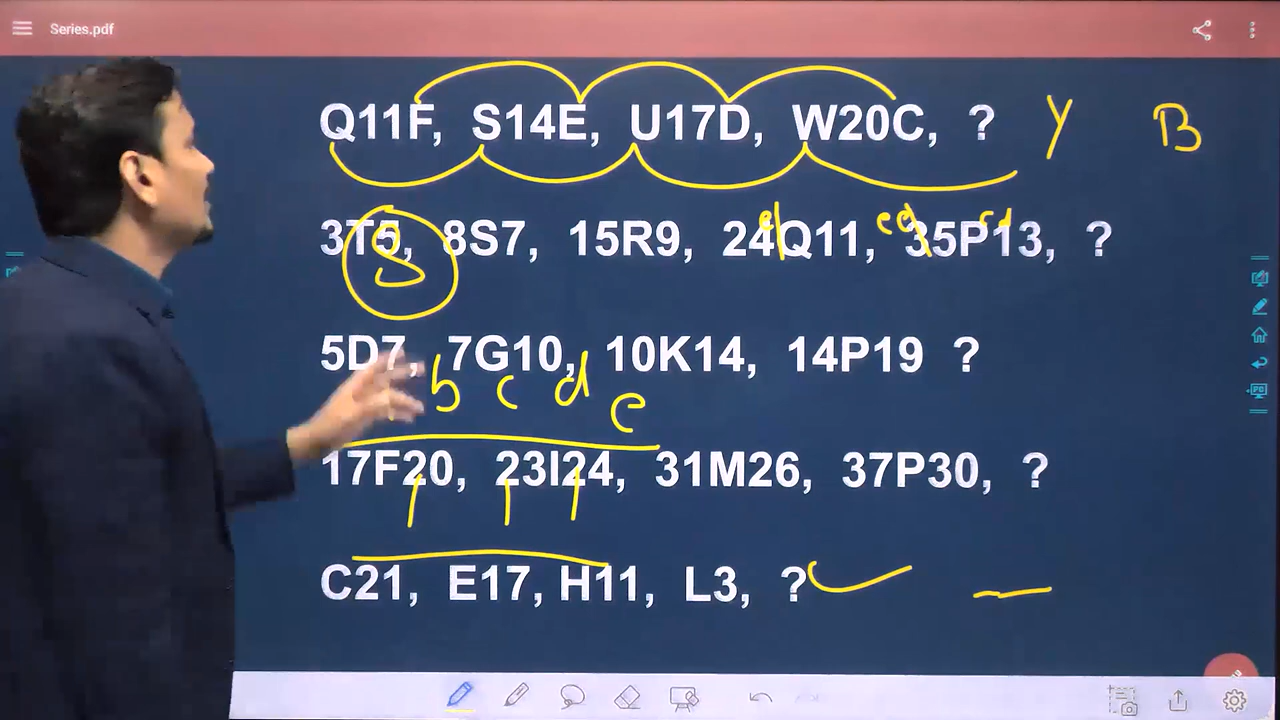 Series.pdf
Q11F, S14E, U17D, W20C, ? Y B
3T5, 8S7, 15R9, 24Q11, 35P13, ?
5D7, 7G10, 10K14, 14P19 ?
b c d e
17F20, 23I24, 31M26, 37P30, ?
C21, E17, H11, L3, ?